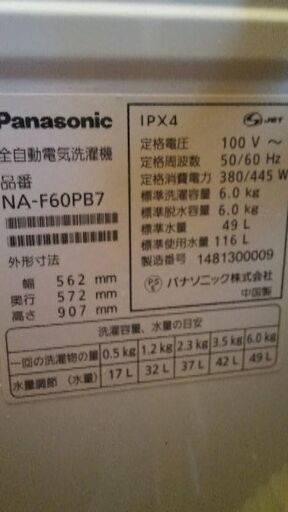 Panasonic
全自動電気洗濯機
品番
NA-F60PB7
外形寸法
幅 562 mm
奥行 572 mm
高さ 907 mm
IPX4 JET
定格電圧 100 V ～
定格周波数 50/60 Hz
定格消費電力 380/445 W
標準洗濯容量 6.0 kg
標準脱水容量 6.0 kg
標準水量 49 L
標準使用水量 116 L
製造番号 1481300009
PSE パナソニック株式会社
中国製
洗濯容量、水量の目安
一回の洗濯物の量 0.5 kg 1.2 kg 2.3 kg 3.5 kg 6.0 kg
水量調節 (水量) 17 L 32 L 37 L 42 L 49 L